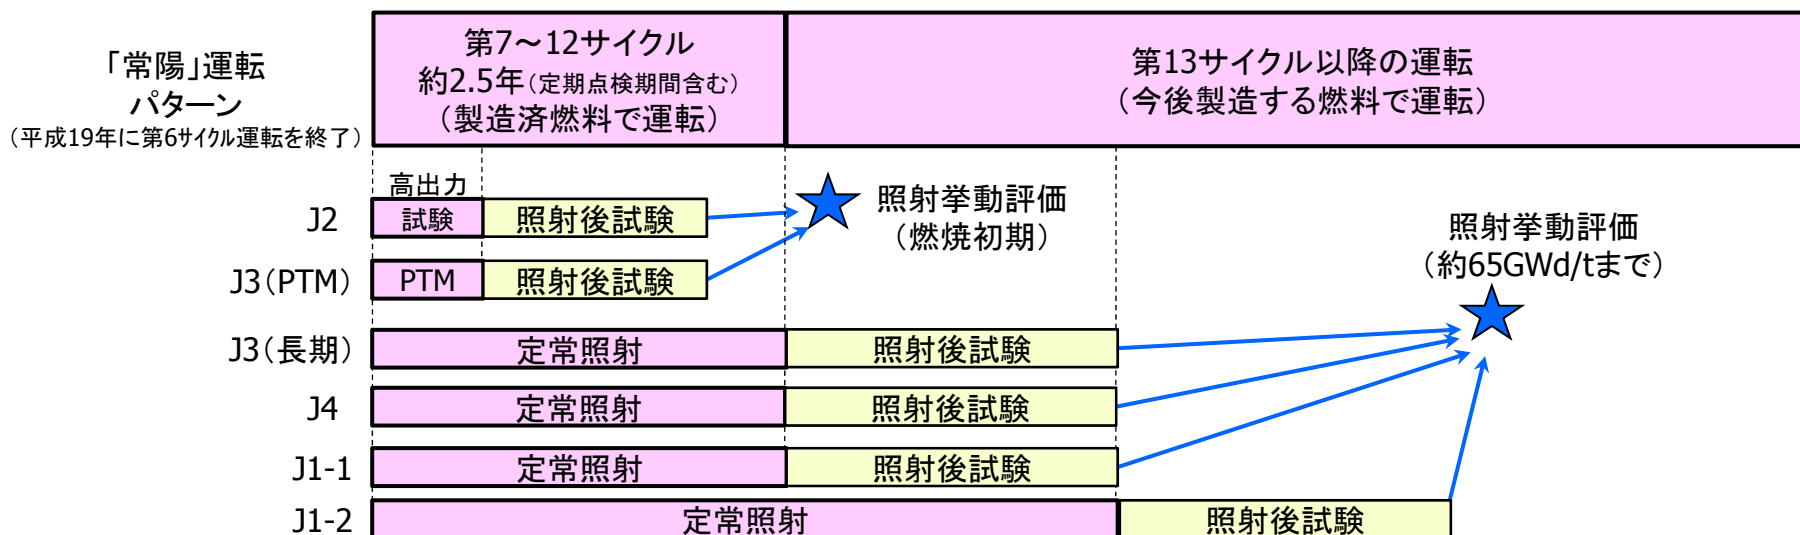 「常陽」運転
パターン
（平成19年に第6サイクル運転を終了）
第7～12サイクル
約2.5年（定期点検期間含む）
（製造済燃料で運転）
第13サイクル以降の運転
（今後製造する燃料で運転）
高出力
J2
試験
照射後試験
照射挙動評価
（燃焼初期）
J3（PTM）
PTM
照射後試験
照射挙動評価
（約65GWd/tまで）
J3（長期）
定常照射
照射後試験
J4
定常照射
照射後試験
J1-1
定常照射
照射後試験
J1-2
定常照射
照射後試験